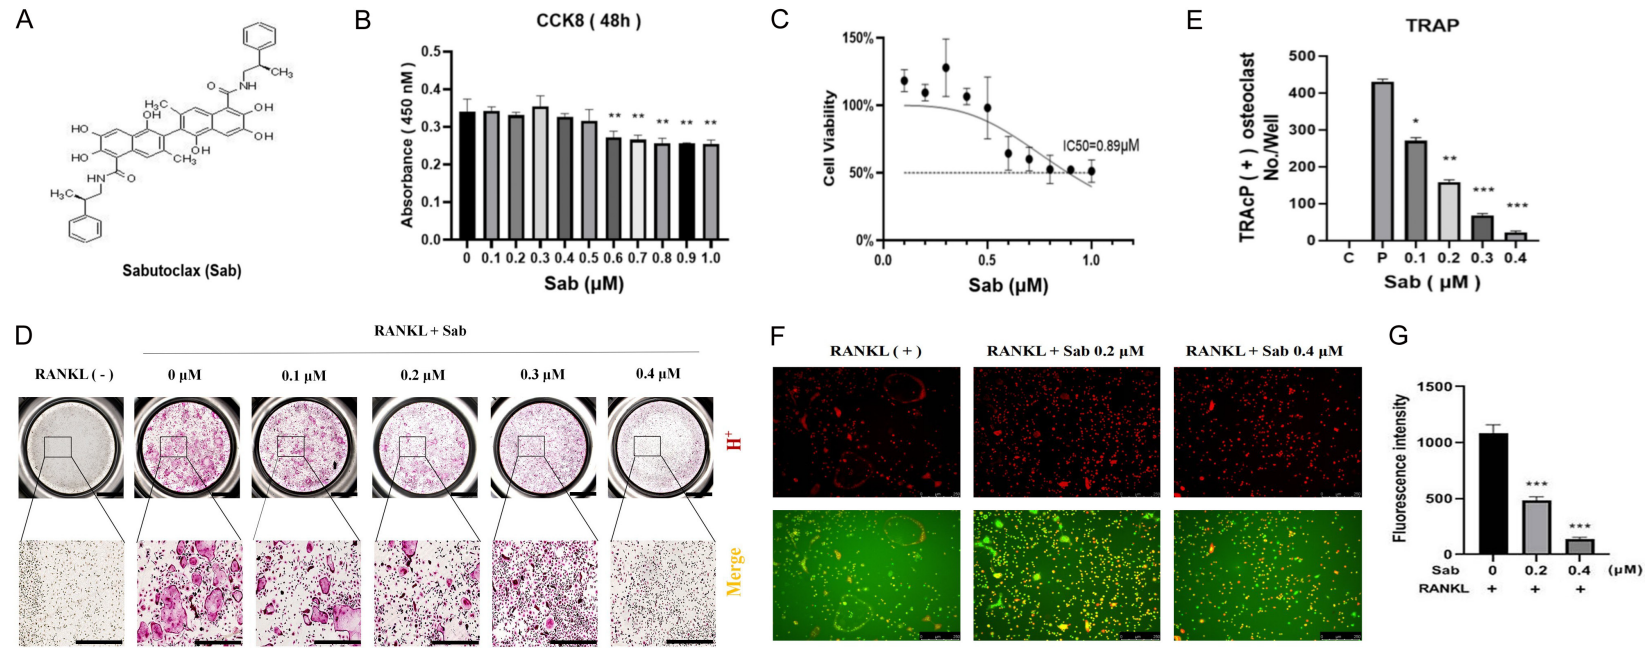 A
CH₃
NH
O
H₃C
OH
OH
OH
HO
HO
OH
CH₃
HN
O
H₃C
Sabutoclax (Sab)
B
CCK8 ( 48h )
Absorbance ( 450 nM )
0.5
0.4
0.3
0.2
0.1
0.0
** ** ** ** **
0 0.1 0.2 0.3 0.4 0.5 0.6 0.7 0.8 0.9 1.0
Sab (μM)
C
Cell Viability
150%
100%
50%
0%
IC50=0.89μM
0.0 0.5 1.0
Sab (μM)
E
TRAP
TRAcP ( + ) osteoclast
No./Well
500
400
300
200
100
0
* ** *** ***
C P 0.1 0.2 0.3 0.4
Sab ( μM )
D
RANKL + Sab
RANKL ( - ) 0 μM 0.1 μM 0.2 μM 0.3 μM 0.4 μM
F
RANKL ( + ) RANKL + Sab 0.2 μM RANKL + Sab 0.4 μM
H⁺
Merge
G
Fluorescence intensity
1500
1000
500
0
*** ***
Sab 0 0.2 0.4 (μM)
RANKL + + +